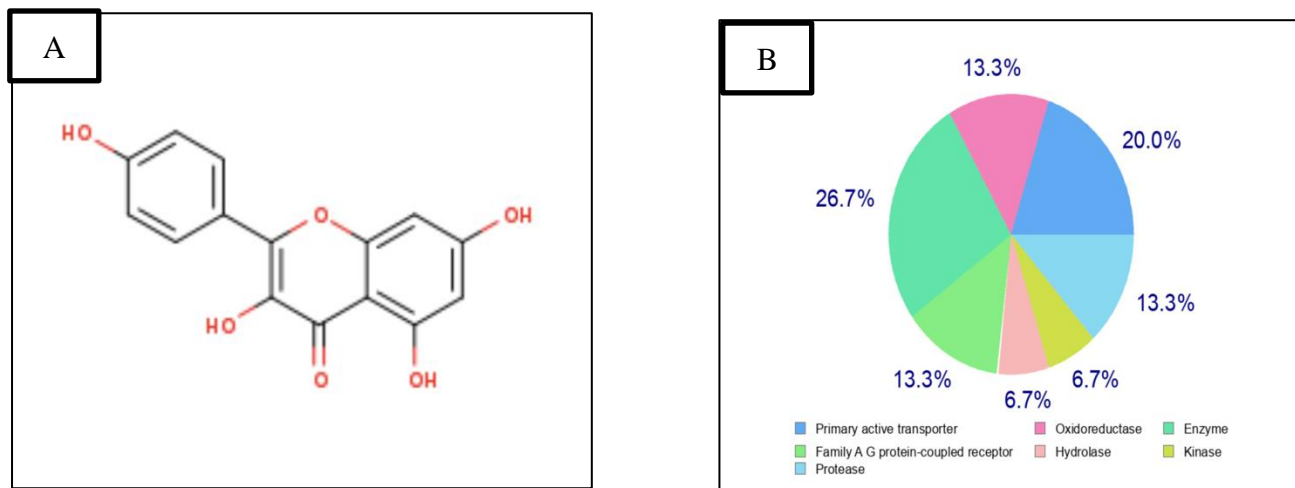 A
HO
O
OH
HO
O
OH
B
13.3%
20.0%
26.7%
13.3%
13.3%
6.7%
6.7%
Primary active transporter
Oxidoreductase
Enzyme
Family A G protein-coupled receptor
Hydrolase
Kinase
Protease